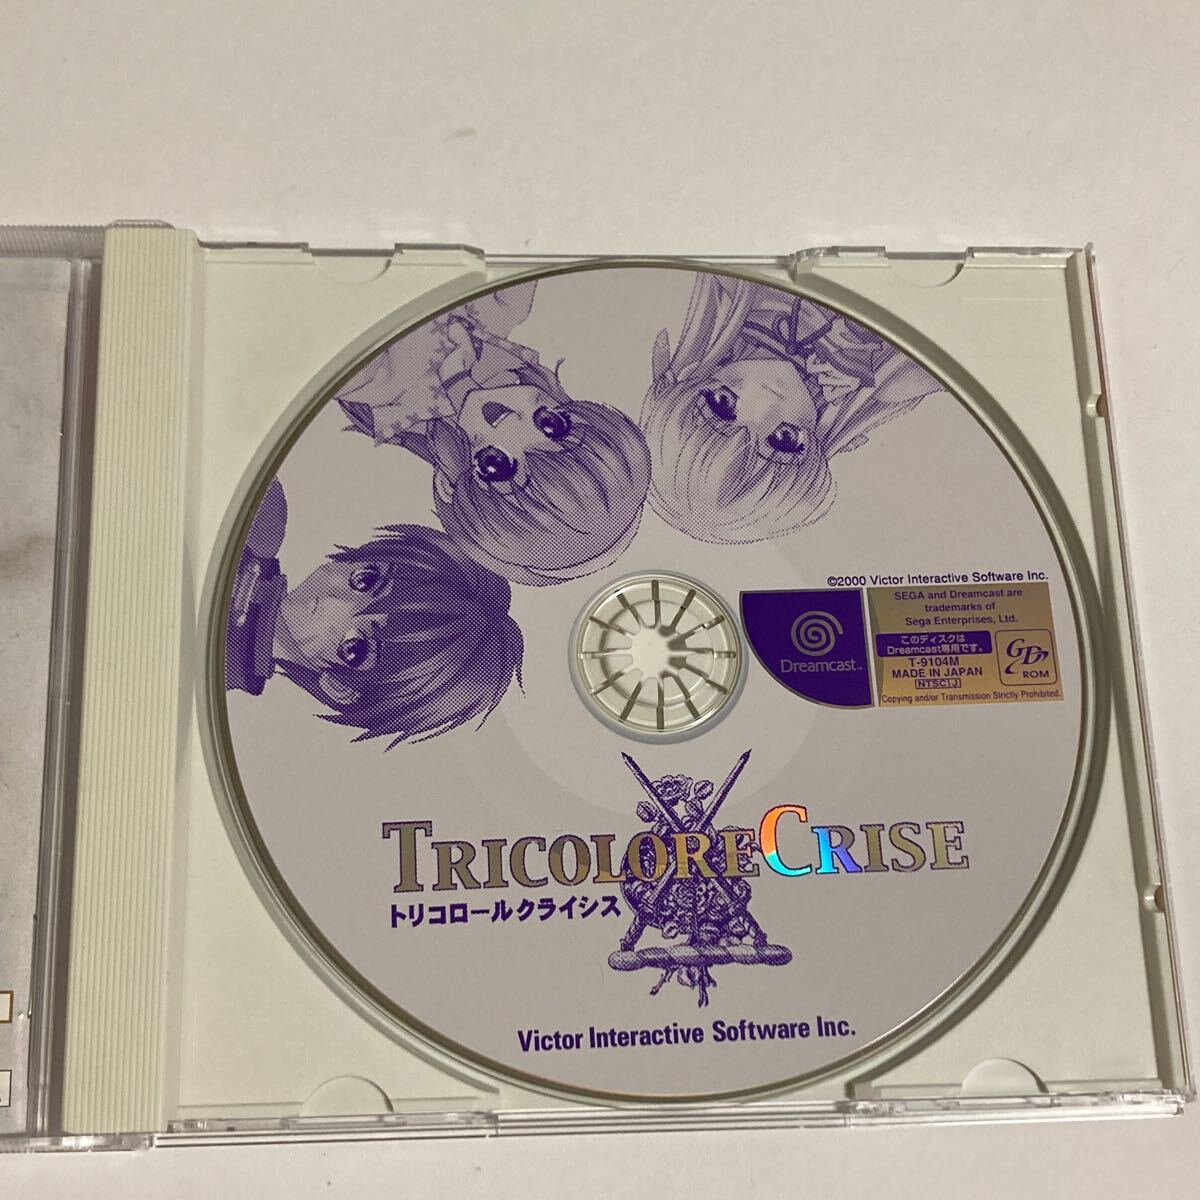 ©2000 Victor Interactive Software Inc.
SEGA and Dreamcast are
trademarks of
Sega Enterprises, Ltd.
このディスクは
Dreamcast専用です。
T-9104M
MADE IN JAPAN
NTSC J
Copying and/or Transmission Strictly Prohibited.
Dreamcast™
GD
ROM
TRICOLORE CRISE
トリコロールクライシス
Victor Interactive Software Inc.